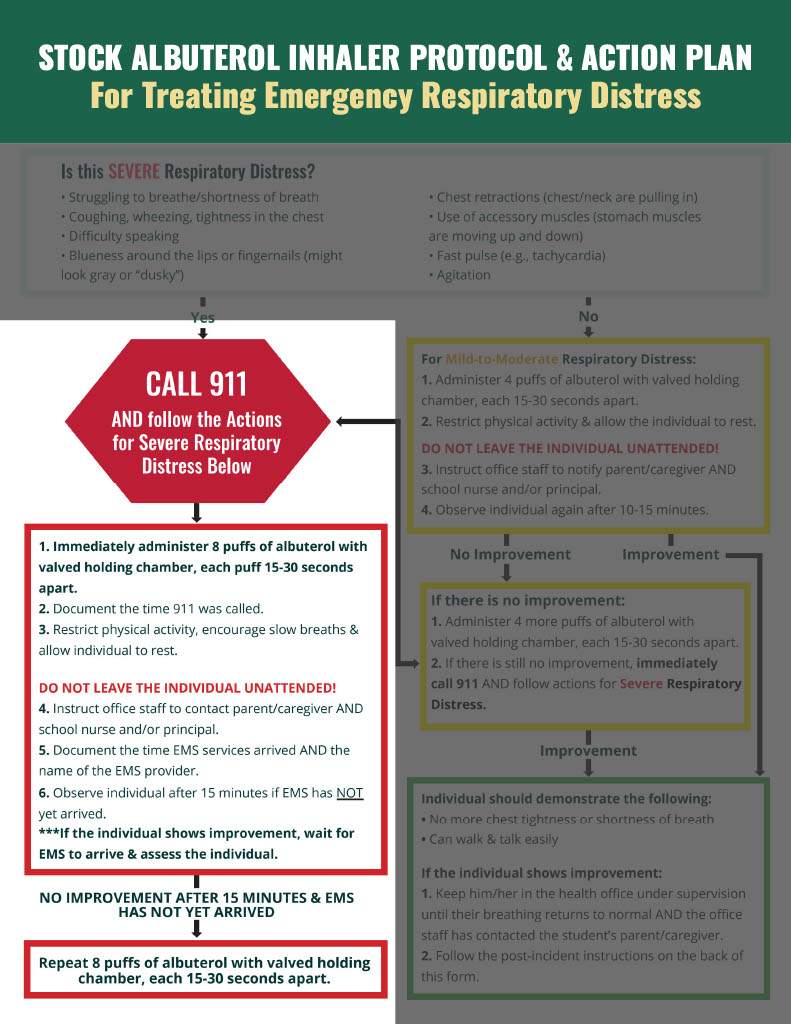 STOCK ALBUTEROL INHALER PROTOCOL & ACTION PLAN
For Treating Emergency Respiratory Distress
Is this SEVERE Respiratory Distress?
• Struggling to breathe/shortness of breath
• Coughing, wheezing, tightness in the chest
• Difficulty speaking
• Blueness around the lips or fingernails (might
look gray or “dusky”)
• Chest retractions (chest/neck are pulling in)
• Use of accessory muscles (stomach muscles
are moving up and down)
• Fast pulse (e.g., tachycardia)
• Agitation
Yes
CALL 911
AND follow the Actions
for Severe Respiratory
Distress Below
1. Immediately administer 8 puffs of albuterol with
valved holding chamber, each puff 15-30 seconds
apart.
2. Document the time 911 was called.
3. Restrict physical activity, encourage slow breaths &
allow individual to rest.
DO NOT LEAVE THE INDIVIDUAL UNATTENDED!
4. Instruct office staff to contact parent/caregiver AND
school nurse and/or principal.
5. Document the time EMS services arrived AND the
name of the EMS provider.
6. Observe individual after 15 minutes if EMS has NOT
yet arrived.
***If the individual shows improvement, wait for
EMS to arrive & assess the individual.
NO IMPROVEMENT AFTER 15 MINUTES & EMS
HAS NOT YET ARRIVED
Repeat 8 puffs of albuterol with valved holding
chamber, each 15-30 seconds apart.
No
For Mild-to-Moderate Respiratory Distress:
1. Administer 4 puffs of albuterol with valved holding
chamber, each 15-30 seconds apart.
2. Restrict physical activity & allow the individual to rest.
DO NOT LEAVE THE INDIVIDUAL UNATTENDED!
3. Instruct office staff to notify parent/caregiver AND
school nurse and/or principal.
4. Observe individual again after 10-15 minutes.
No Improvement
Improvement
If there is no improvement:
1. Administer 4 more puffs of albuterol with
valved holding chamber, each 15-30 seconds apart.
2. If there is still no improvement, immediately
call 911 AND follow actions for Severe Respiratory
Distress.
Improvement
Individual should demonstrate the following:
• No more chest tightness or shortness of breath
• Can walk & talk easily
If the individual shows improvement:
1. Keep him/her in the health office under supervision
until their breathing returns to normal AND the office
staff has contacted the student’s parent/caregiver.
2. Follow the post-incident instructions on the back of
this form.